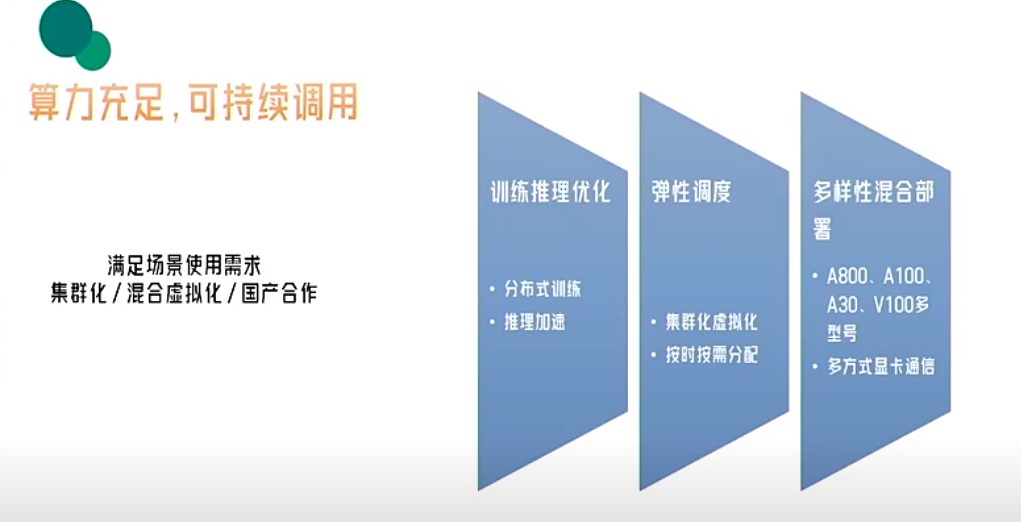 算力充足,可持续调用
满足场景使用需求
集群化/混合虚拟化/国产合作
训练推理优化
• 分布式训练
• 推理加速
弹性调度
• 集群化虚拟化
• 按时按需分配
多样性混合部
署
• A800、A100、
A30、V100多
型号
• 多方式显卡通信